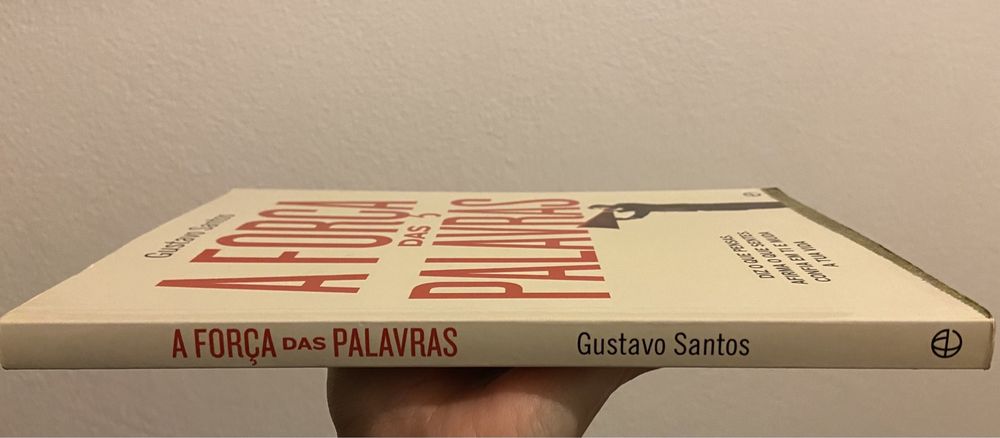 Gustavo Santos
A FORÇA
DAS
PALAVRAS
DIZ O QUE PENSAS
AFIRMA O QUE SENTES
CONFIA EM TI E MUDA
A TUA VIDA
A FORÇA DAS PALAVRAS Gustavo Santos